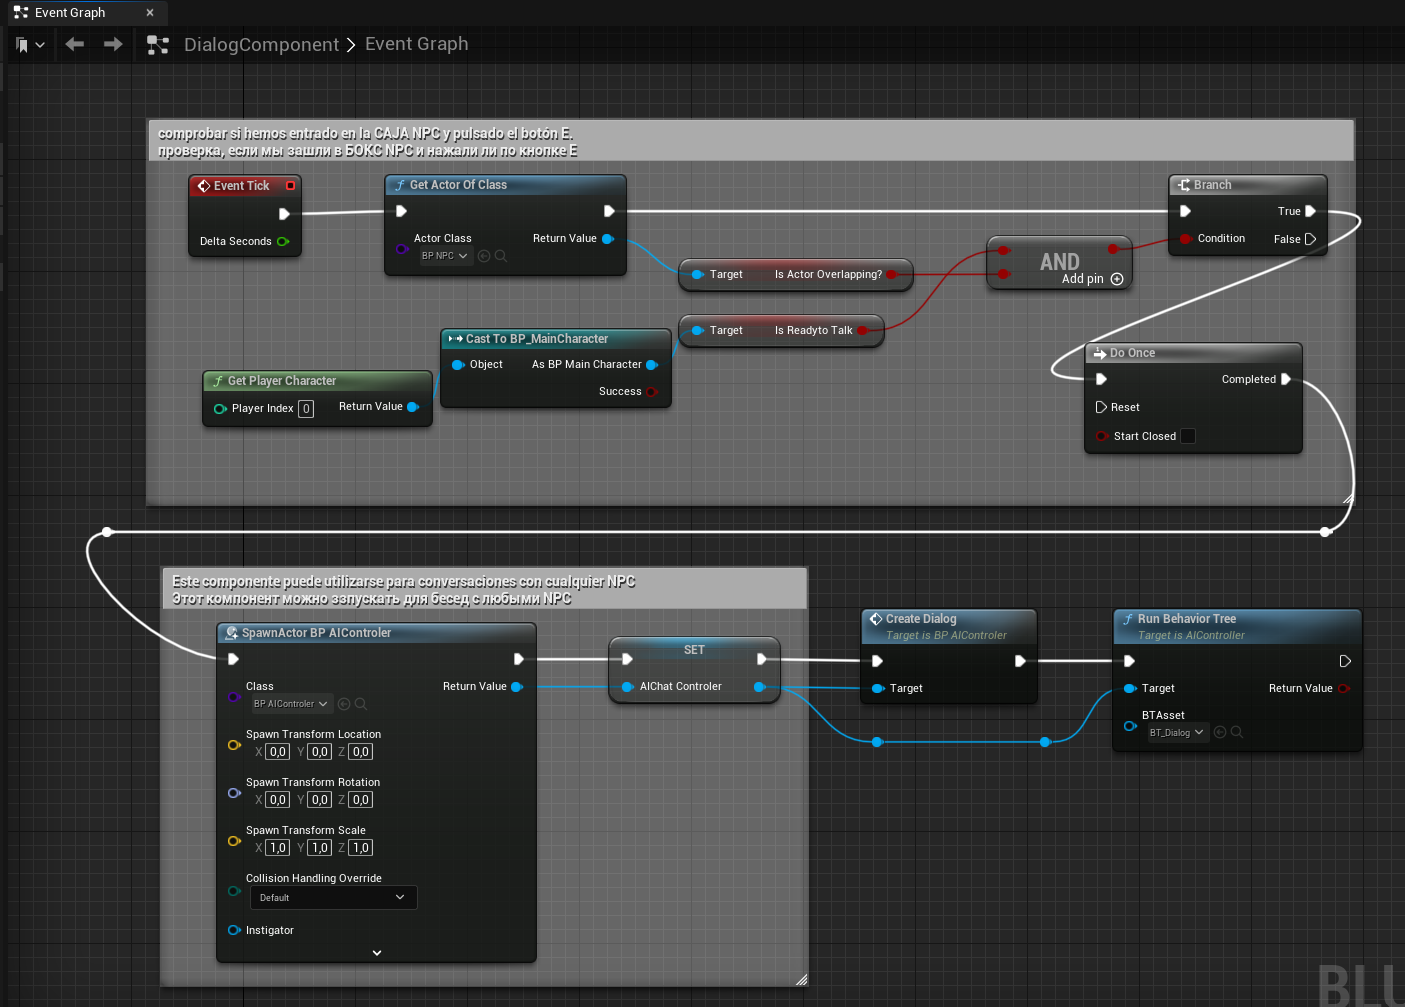 Event Graph
DialogComponent > Event Graph
comprobar si hemos entrado en la CAJA NPC y pulsado el botón E.
проверка, если мы зашли в БОКС NPC и нажали ли по кнопке E
Event Tick
Delta Seconds
Get Actor Of Class
Actor Class
BP NPC
Return Value
Branch
True
Condition
False
Target
Is Actor Overlapping?
AND
Add pin
Target
Is Readyto Talk
Cast To BP_MainCharacter
Object
As BP Main Character
Success
Get Player Character
Player Index 0
Return Value
Do Once
Completed
Reset
Start Closed
Este componente puede utilizarse para conversaciones con cualquier NPC
Этот компонент можно ззпускать для бесед с любыми NPC
SpawnActor BP AIControler
Class
BP AIControler
Return Value
Spawn Transform Location
X 0,0 Y 0,0 Z 0,0
Spawn Transform Rotation
X 0,0 Y 0,0 Z 0,0
Spawn Transform Scale
X 1,0 Y 1,0 Z 1,0
Collision Handling Override
Default
Instigator
SET
AIChat Controler
Create Dialog
Target is BP AIControler
Target
Run Behavior Tree
Target is AIController
Target
Return Value
BTAsset
BT_Dialog
BLU